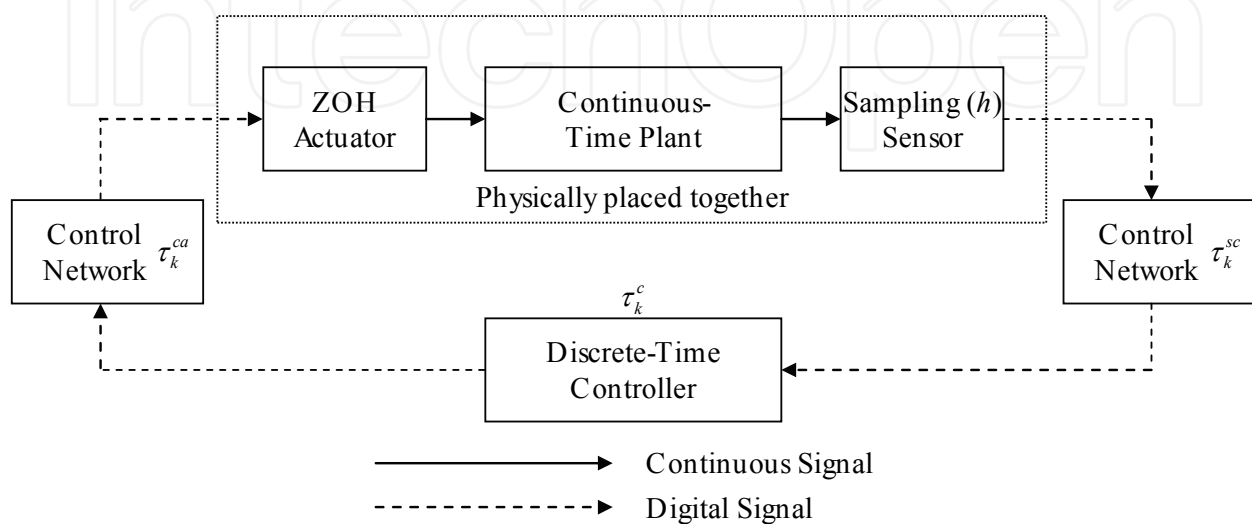 IntechOpen
ZOH
Actuator
Continuous-
Time Plant
Sampling (h)
Sensor
Physically placed together
Control
Network τ_k^{ca}
Control
Network τ_k^{sc}
τ_k^c
Discrete-Time
Controller
Continuous Signal
Digital Signal